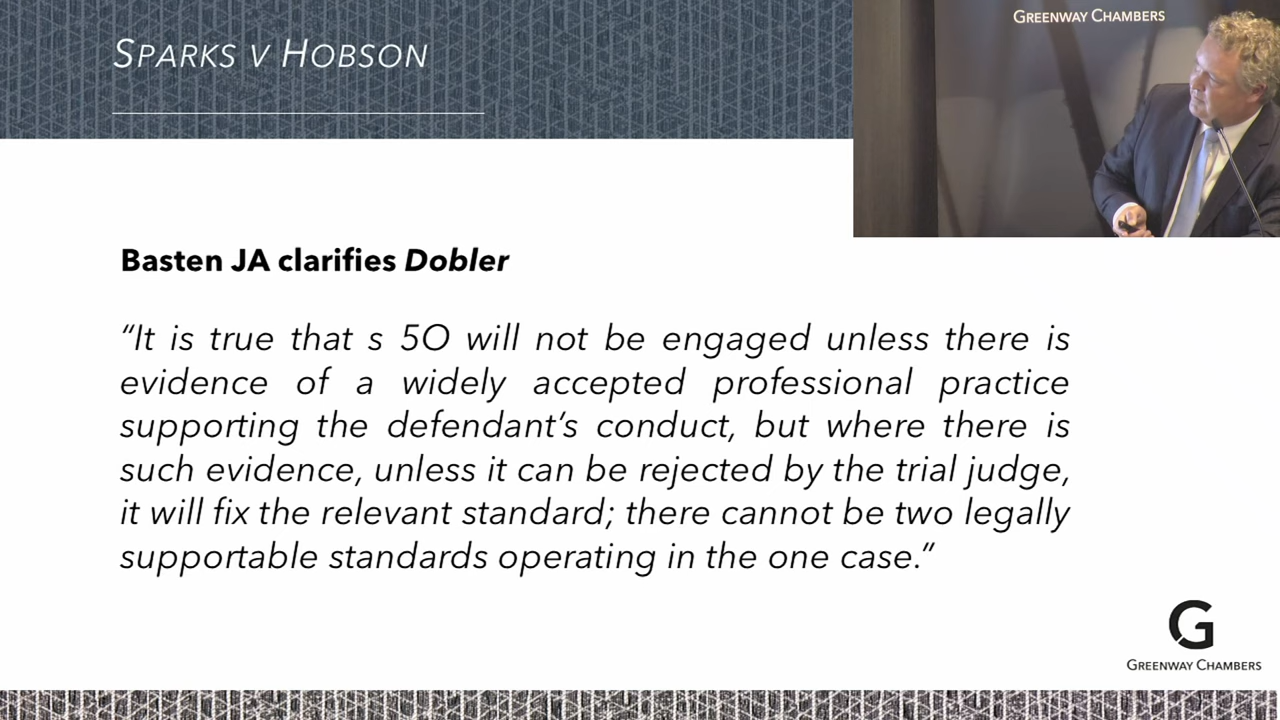 SPARKS V HOBSON
GREENWAY CHAMBERS
Basten JA clarifies Dobler
“It is true that s 5O will not be engaged unless there is
evidence of a widely accepted professional practice
supporting the defendant’s conduct, but where there is
such evidence, unless it can be rejected by the trial judge,
it will fix the relevant standard; there cannot be two legally
supportable standards operating in the one case.”
G
GREENWAY CHAMBERS